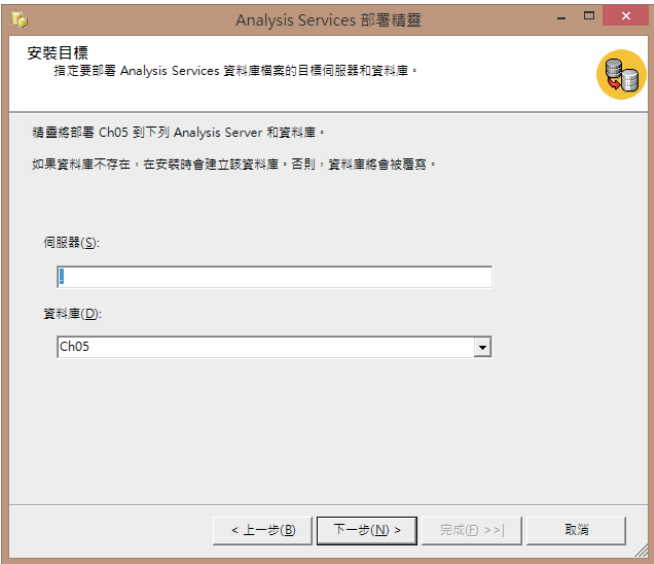 Analysis Services 部署精靈
安裝目標
指定要部署 Analysis Services 資料庫檔案的目標伺服器和資料庫。
精靈將部署 Ch05 到下列 Analysis Server 和資料庫。
如果資料庫不存在，在安裝時會建立該資料庫。否則，資料庫將會被覆寫。
伺服器(S):
.
資料庫(D):
Ch05
< 上一步(B)
下一步(N) >
完成(F) >>|
取消